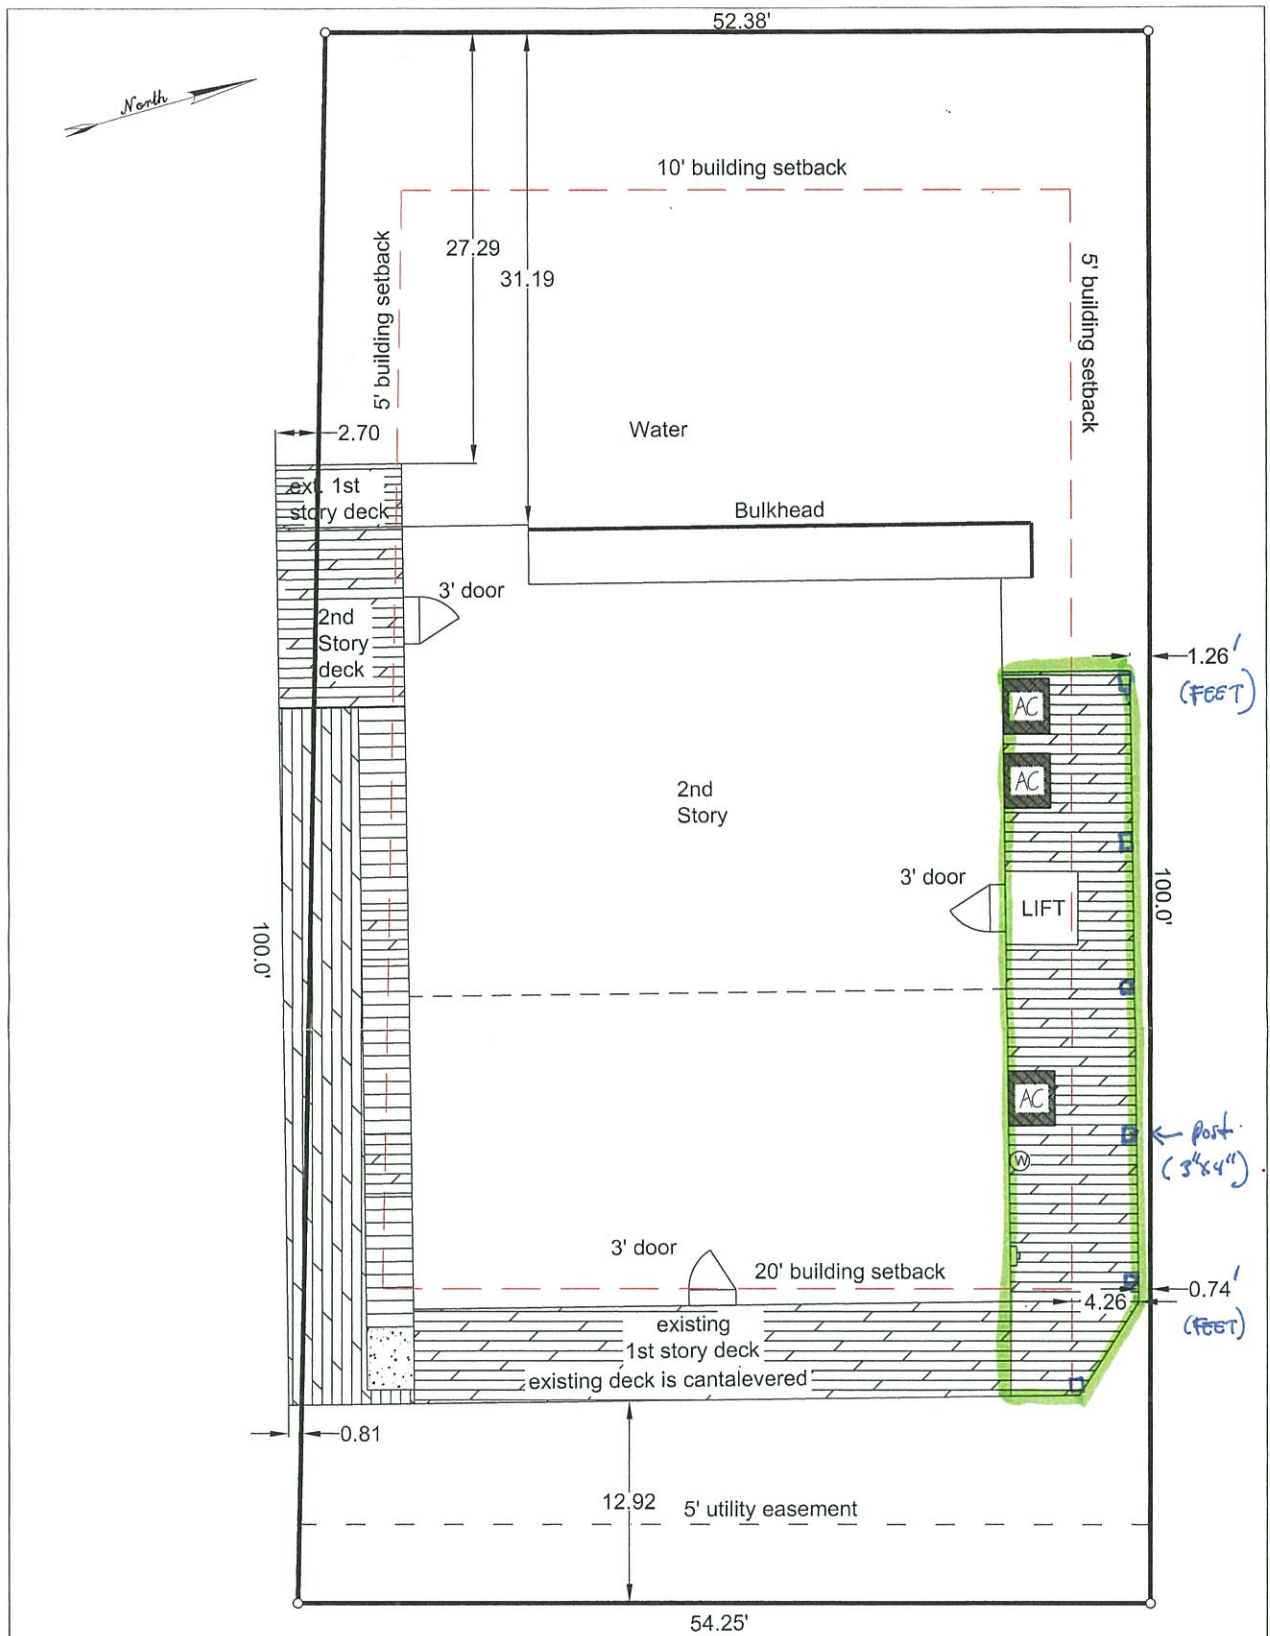 52.38'
North
10' building setback
27.29
5' building setback
5' building setback
31.19
Water
2.70
ext. 1st
story deck
Bulkhead
3' door
2nd
Story
deck
1.26'
(FEET)
AC
AC
2nd
Story
3' door
LIFT
100.0'
100.0'
AC
post.
(3"x4")
W
3' door
20' building setback
0.74'
4.26
(FEET)
existing
1st story deck
existing deck is cantalevered
0.81
12.92
5' utility easement
54.25'